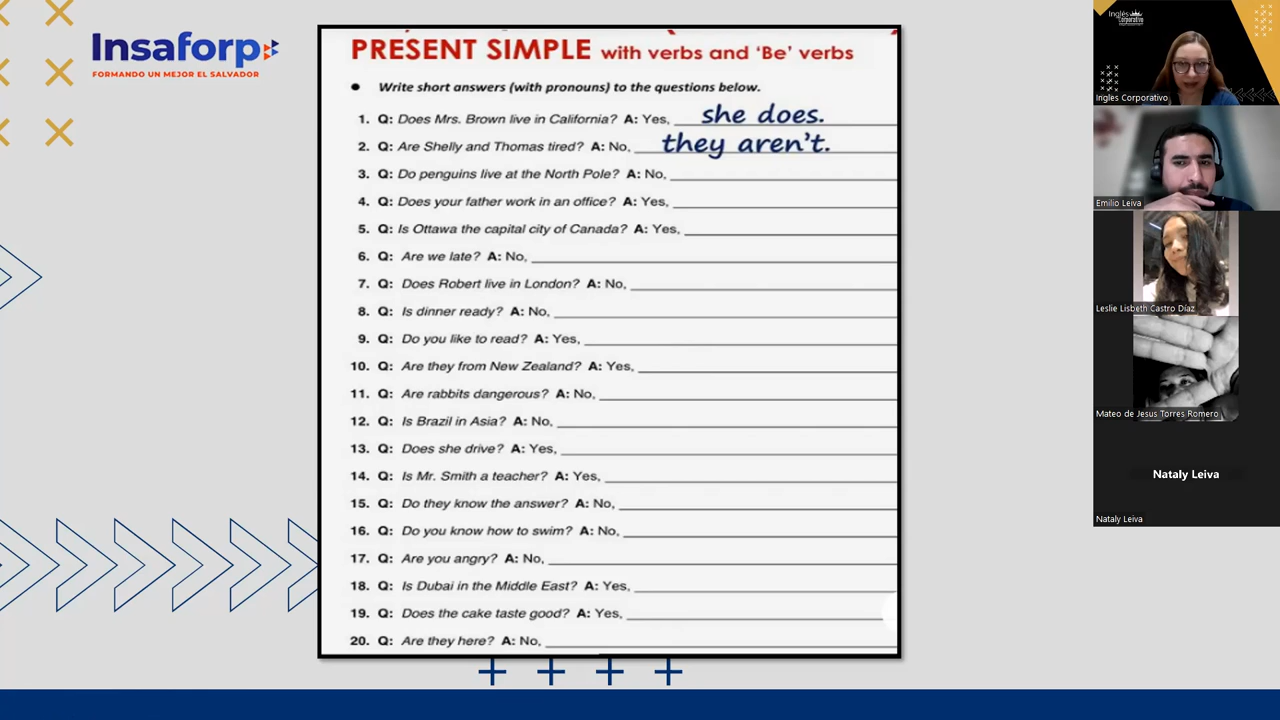 Insaforp
FORMANDO UN MEJOR EL SALVADOR
PRESENT SIMPLE with verbs and ‘Be’ verbs
● Write short answers (with pronouns) to the questions below.
1. Q: Does Mrs. Brown live in California? A: Yes, she does.
2. Q: Are Shelly and Thomas tired? A: No, they aren’t.
3. Q: Do penguins live at the North Pole? A: No,
4. Q: Does your father work in an office? A: Yes,
5. Q: Is Ottawa the capital city of Canada? A: Yes,
6. Q: Are we late? A: No,
7. Q: Does Robert live in London? A: No,
8. Q: Is dinner ready? A: No,
9. Q: Do you like to read? A: Yes,
10. Q: Are they from New Zealand? A: Yes,
11. Q: Are rabbits dangerous? A: No,
12. Q: Is Brazil in Asia? A: No,
13. Q: Does she drive? A: Yes,
14. Q: Is Mr. Smith a teacher? A: Yes,
15. Q: Do they know the answer? A: No,
16. Q: Do you know how to swim? A: No,
17. Q: Are you angry? A: No,
18. Q: Is Dubai in the Middle East? A: Yes,
19. Q: Does the cake taste good? A: Yes,
20. Q: Are they here? A: No,
Inglés
Corporativo
Ingles Corporativo
Emilio Leiva
Leslie Lisbeth Castro Díaz
Mateo de Jesus Torres Romero
Nataly Leiva
Nataly Leiva